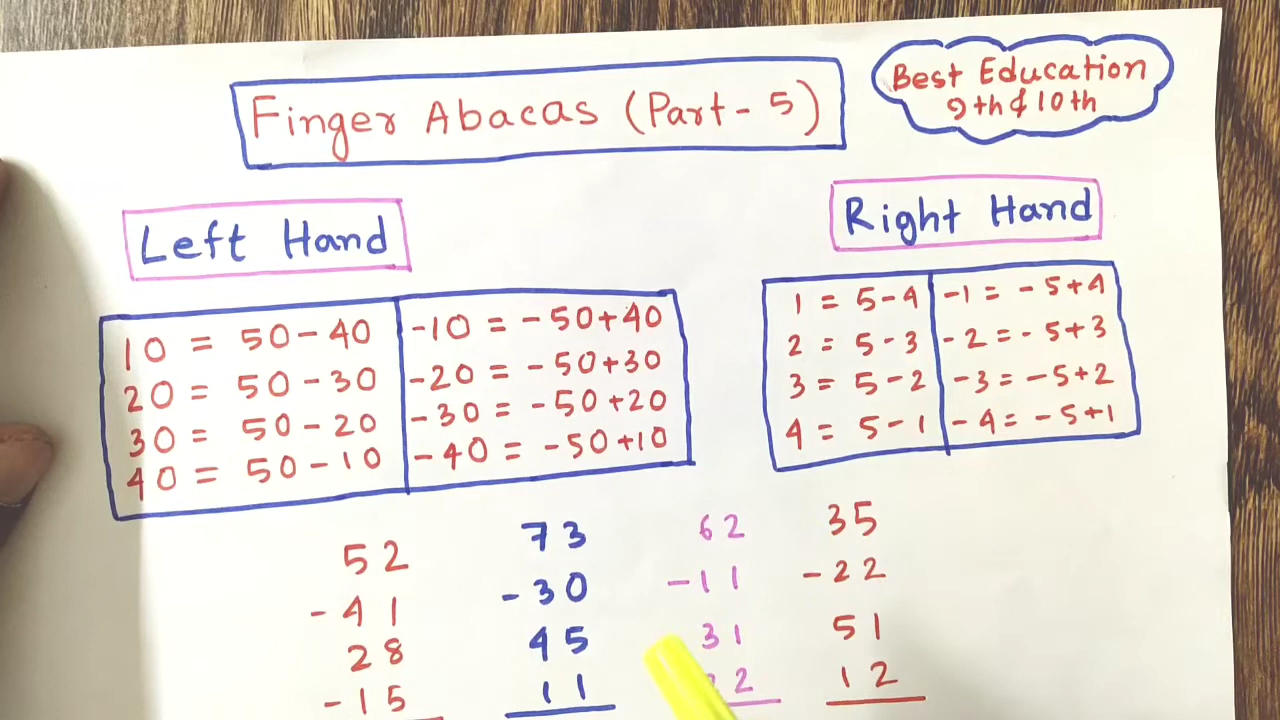 Finger Abacas (Part - 5)
Best Education
9th & 10th
Left Hand
10 = 50 - 40
20 = 50 - 30
30 = 50 - 20
40 = 50 - 10
-10 = - 50+40
-20 = - 50+30
-30 = -50+20
-40 = -50+10
Right Hand
1 = 5-4
2 = 5-3
3 = 5-2
4 = 5-1
-1 = - 5+4
-2 = - 5+3
-3 = -5+2
-4 = -5+1
52
-41
28
-15
73
-30
45
11
62
-11
31
2
35
-22
51
12